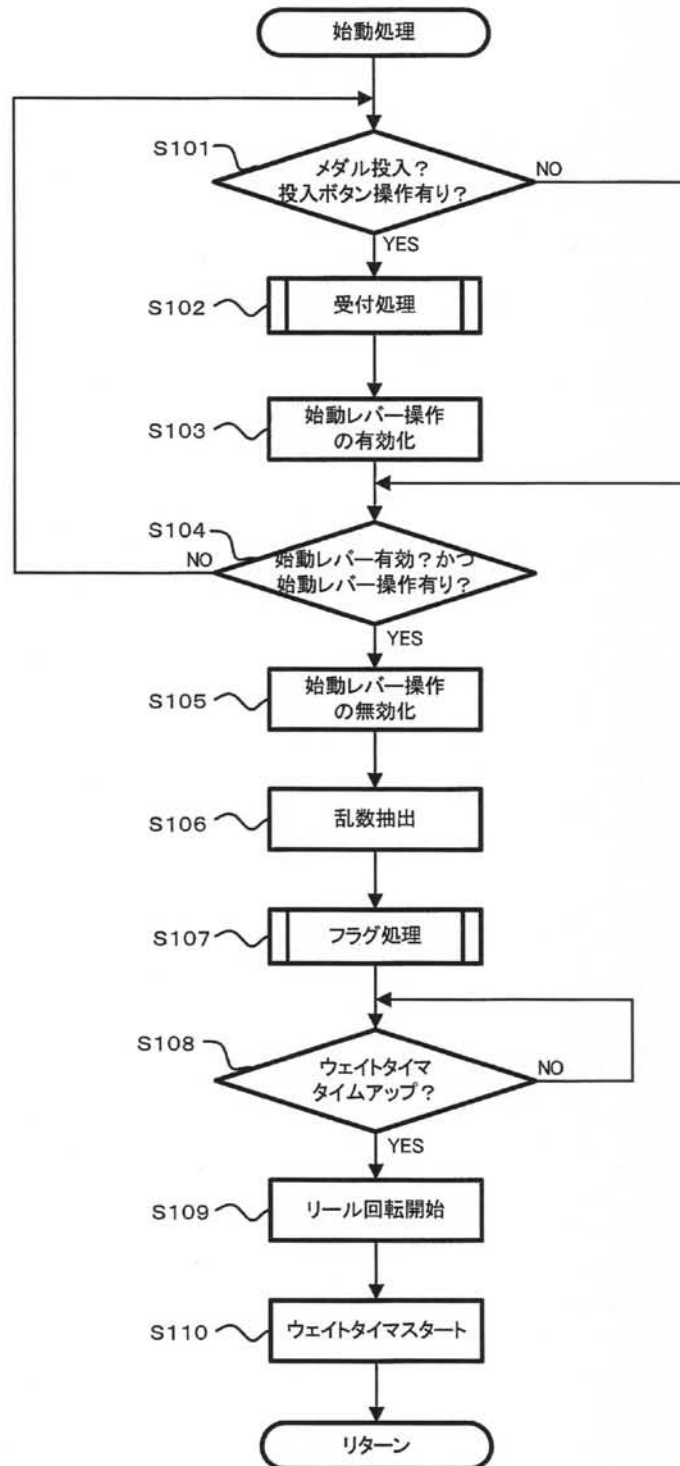 始動処理
S101
メダル投入？
投入ボタン操作有り？
NO
YES
S102
受付処理
S103
始動レバー操作
の有効化
S104
NO
始動レバー有効？かつ
始動レバー操作有り？
YES
S105
始動レバー操作
の無効化
S106
乱数抽出
S107
フラグ処理
S108
ウェイトタイマ
タイムアップ？
NO
YES
S109
リール回転開始
S110
ウェイトタイマスタート
リターン